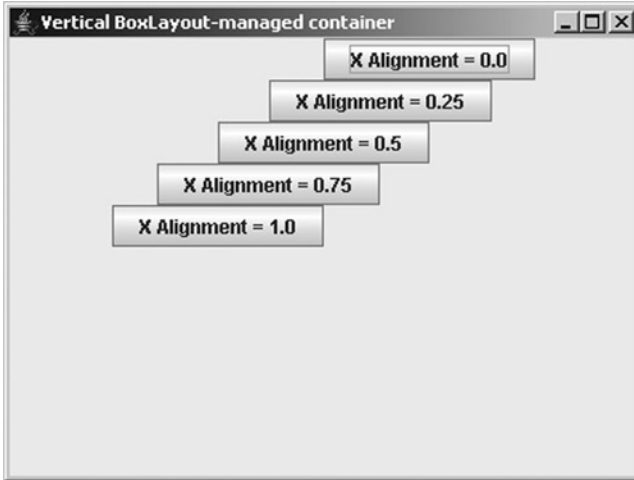 Vertical BoxLayout-managed container
X Alignment = 0.0
X Alignment = 0.25
X Alignment = 0.5
X Alignment = 0.75
X Alignment = 1.0